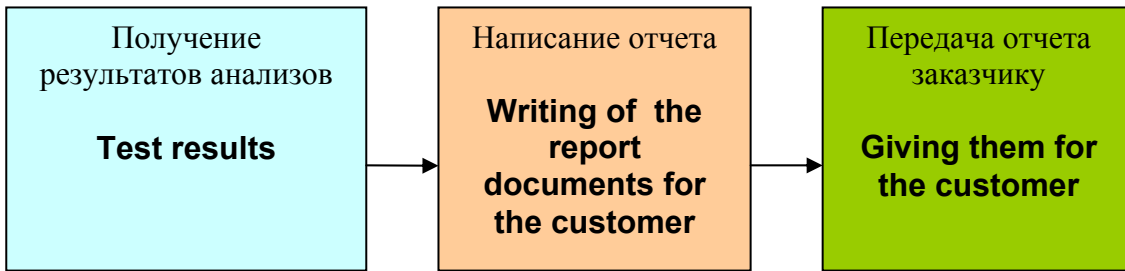 Получение
результатов анализов
Test results
Написание отчета
Writing of the
report
documents for
the customer
Передача отчета
заказчику
Giving them for
the customer